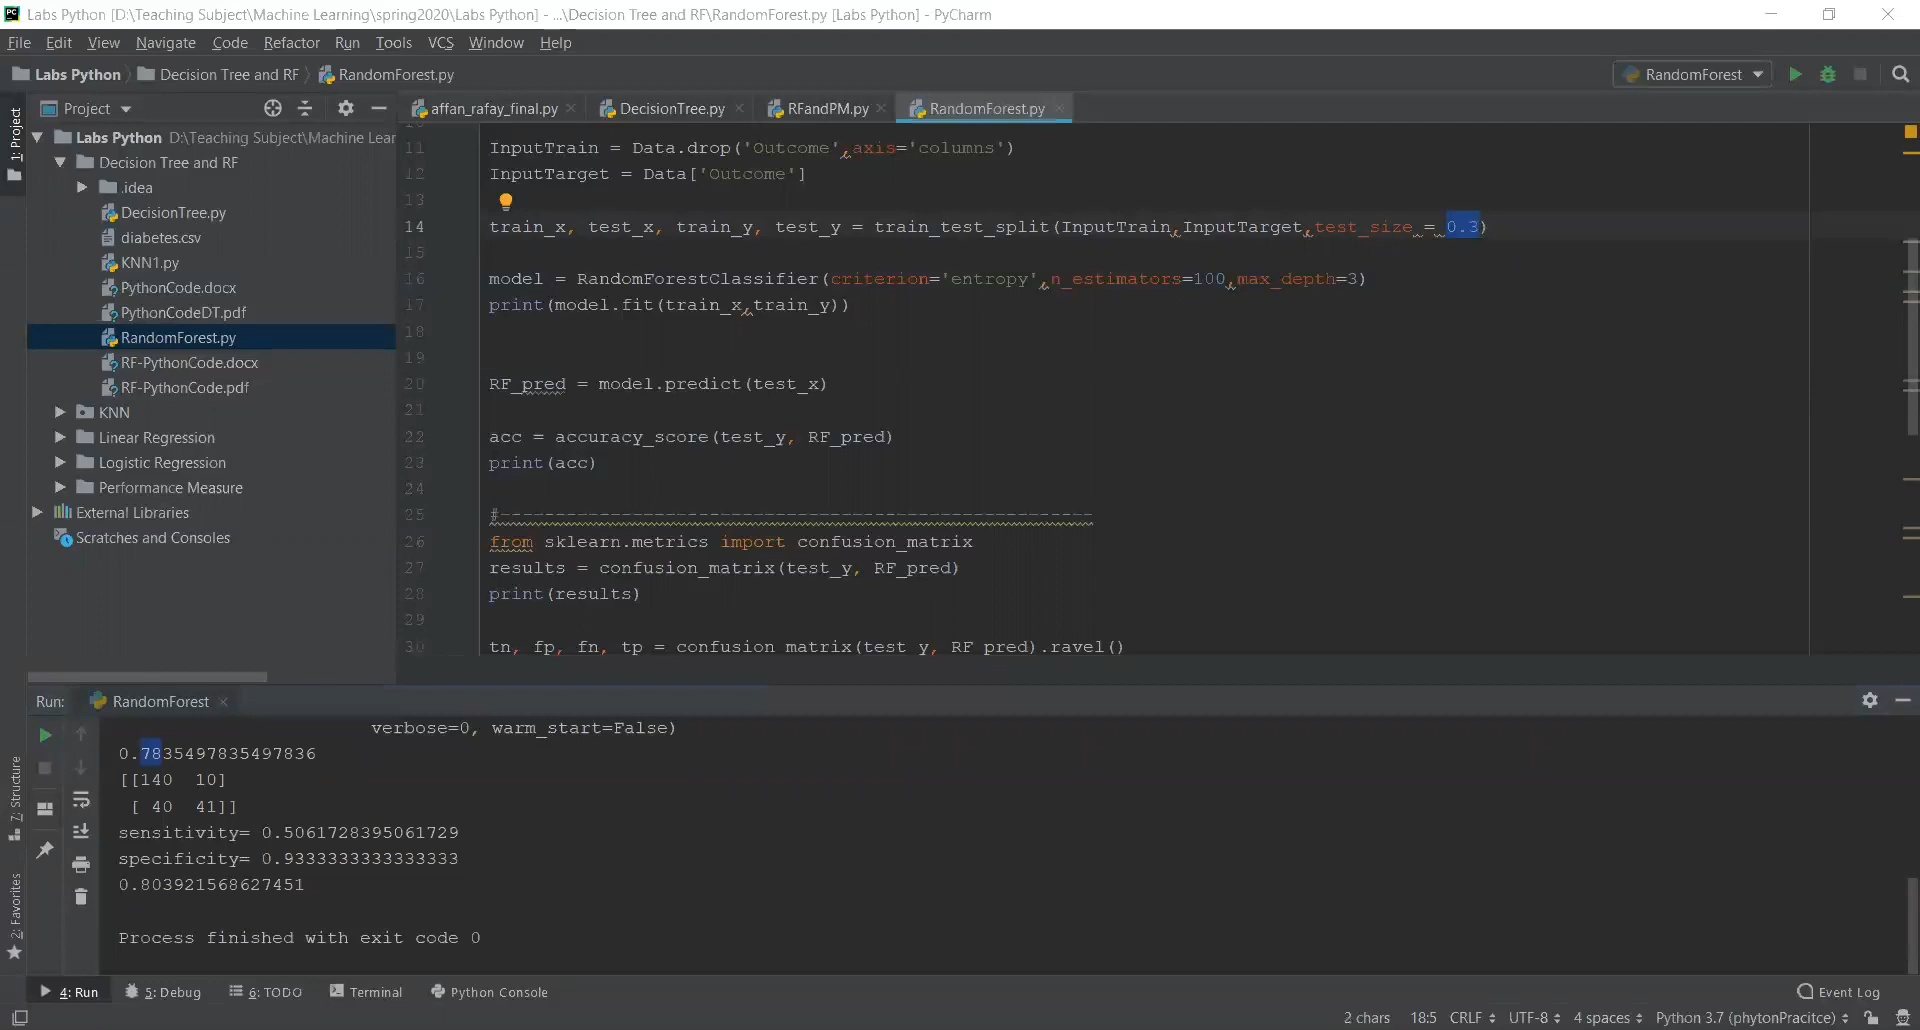 Labs Python [D:\Teaching Subject\Machine Learning\spring2020\Labs Python] - ...\Decision Tree and RF\RandomForest.py [Labs Python] - PyCharm
File Edit View Navigate Code Refactor Run Tools VCS Window Help
Labs Python Decision Tree and RF RandomForest.py RandomForest
1: Project
Project
Labs Python D:\Teaching Subject\Machine Lear
Decision Tree and RF
.idea
DecisionTree.py
diabetes.csv
KNN1.py
PythonCode.docx
PythonCodeDT.pdf
RandomForest.py
RF-PythonCode.docx
RF-PythonCode.pdf
KNN
Linear Regression
Logistic Regression
Performance Measure
External Libraries
Scratches and Consoles
affan_rafay_final.py DecisionTree.py RFandPM.py RandomForest.py
11 InputTrain = Data.drop('Outcome',axis='columns')
12 InputTarget = Data['Outcome']
13
14 train_x, test_x, train_y, test_y = train_test_split(InputTrain,InputTarget,test_size = 0.3)
15
16 model = RandomForestClassifier(criterion='entropy',n_estimators=100,max_depth=3)
17 print(model.fit(train_x,train_y))
18
19
20 RF_pred = model.predict(test_x)
21
22 acc = accuracy_score(test_y, RF_pred)
23 print(acc)
24
25 #------------------------------------------------------
26 from sklearn.metrics import confusion_matrix
27 results = confusion_matrix(test_y, RF_pred)
28 print(results)
29
30 tn, fp, fn, tp = confusion_matrix(test_y, RF_pred).ravel()
Run: RandomForest
verbose=0, warm_start=False)
0.7835497835497836
[[140 10]
[ 40 41]]
sensitivity= 0.5061728395061729
specificity= 0.9333333333333333
0.803921568627451
Process finished with exit code 0
7: Structure
2: Favorites
4: Run 5: Debug 6: TODO Terminal Python Console Event Log
2 chars 18:5 CRLF UTF-8 4 spaces Python 3.7 (phytonPracitce)